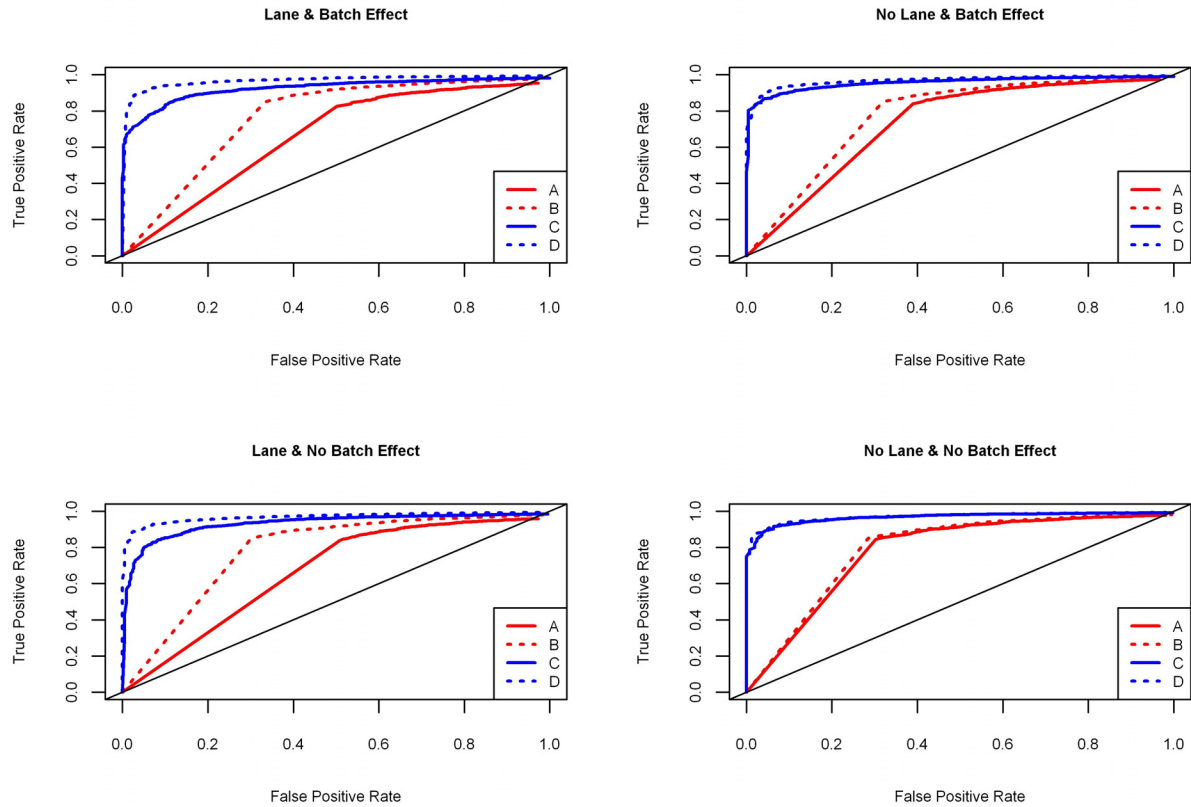 Lane & Batch Effect
True Positive Rate
1.0
0.8
0.6
0.4
0.2
0.0
A
B
C
D
0.0 0.2 0.4 0.6 0.8 1.0
False Positive Rate
No Lane & Batch Effect
True Positive Rate
1.0
0.8
0.6
0.4
0.2
0.0
A
B
C
D
0.0 0.2 0.4 0.6 0.8 1.0
False Positive Rate
Lane & No Batch Effect
True Positive Rate
1.0
0.8
0.6
0.4
0.2
0.0
A
B
C
D
0.0 0.2 0.4 0.6 0.8 1.0
False Positive Rate
No Lane & No Batch Effect
True Positive Rate
1.0
0.8
0.6
0.4
0.2
0.0
A
B
C
D
0.0 0.2 0.4 0.6 0.8 1.0
False Positive Rate